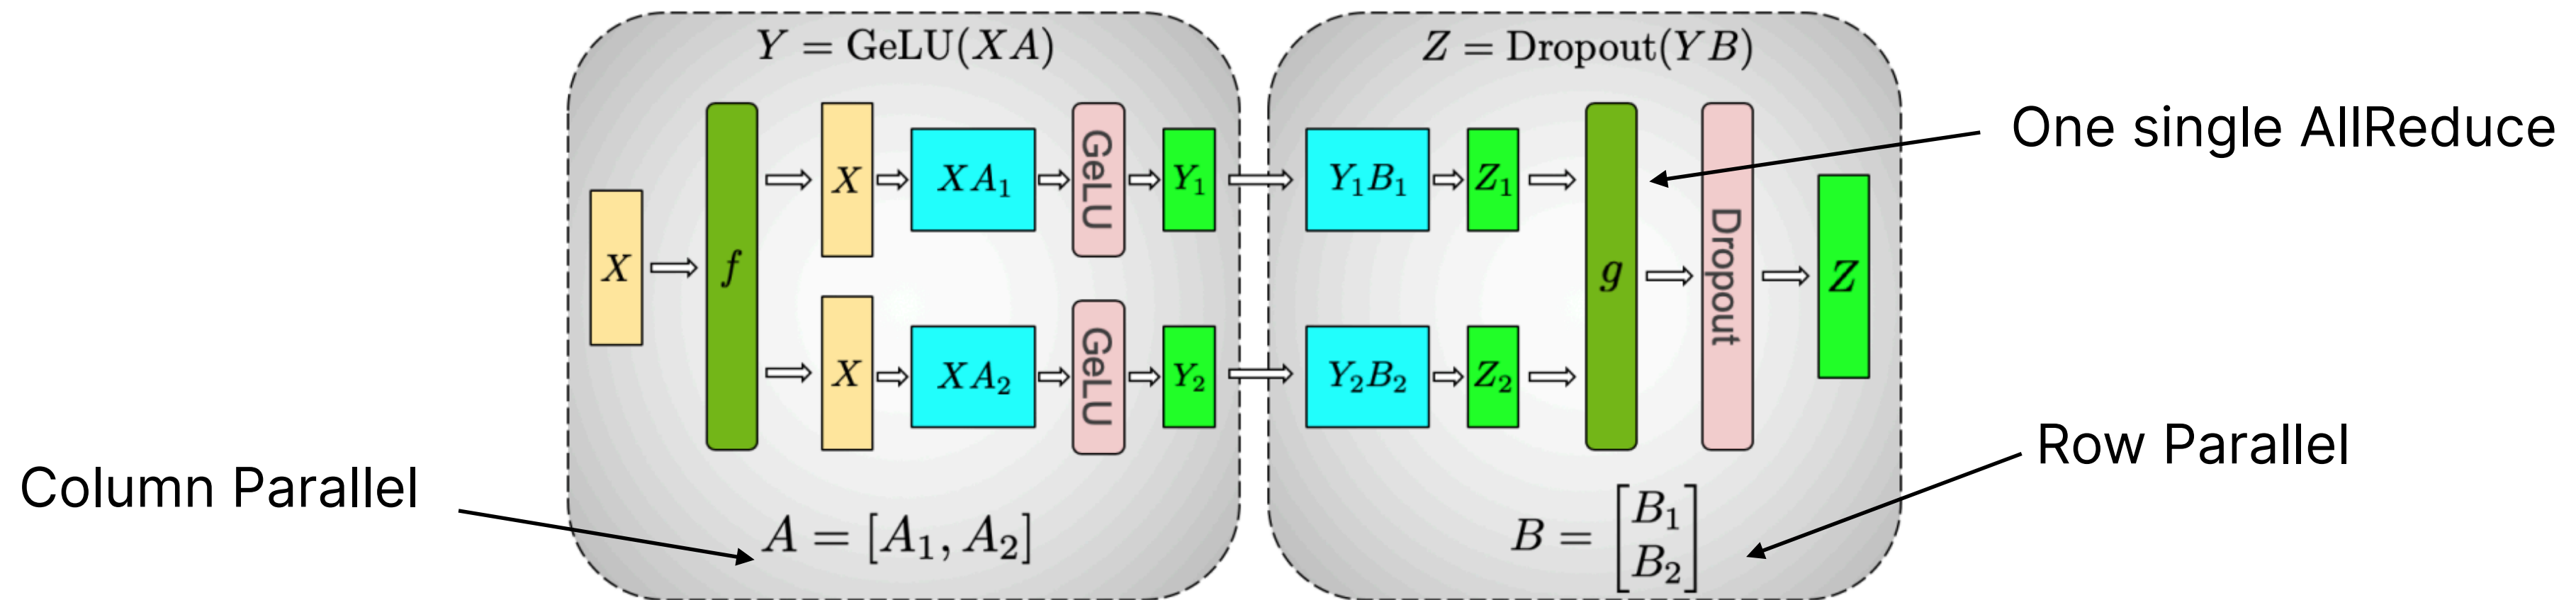 Y = GeLU(XA)
Z = Dropout(YB)
One single AllReduce
X
f
X
XA₁
GeLU
Y₁
Y₁B₁
Z₁
X
XA₂
GeLU
Y₂
Y₂B₂
Z₂
g
Dropout
Z
Column Parallel
Row Parallel
A = [A₁, A₂]
B = [B₁
B₂]